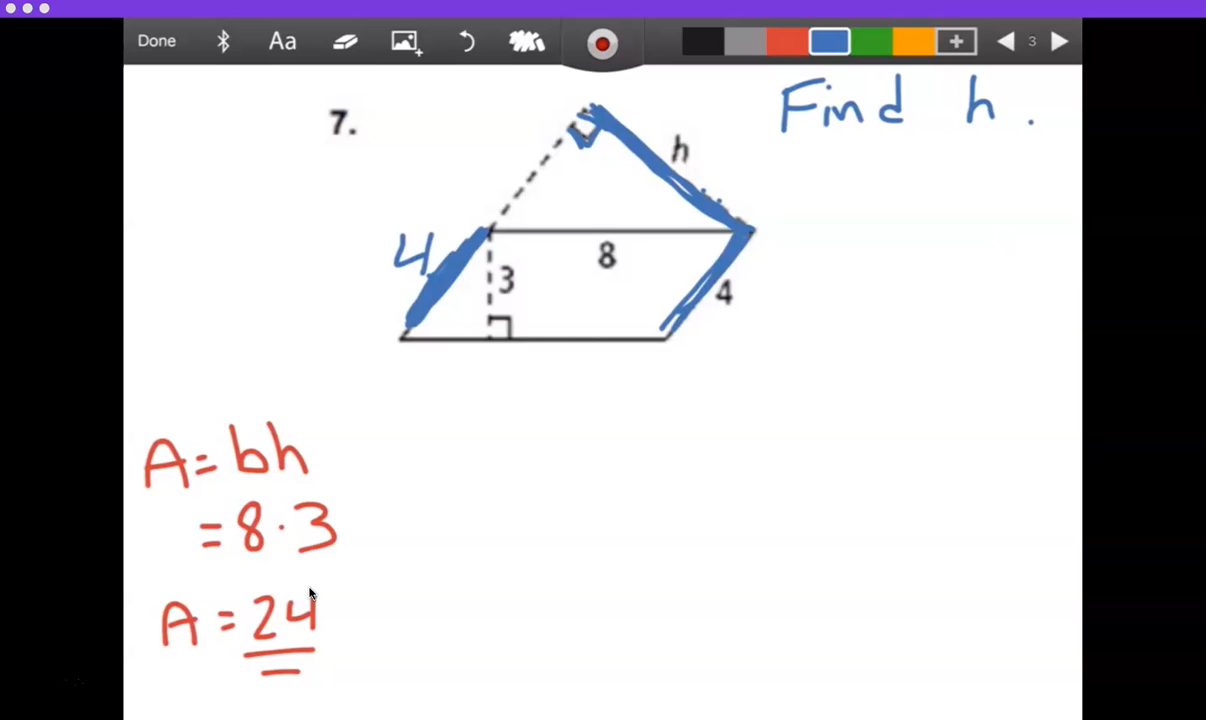 Done Aa 3
7. Find h.
h
4 8
3 4
A = bh
= 8·3
A = 24